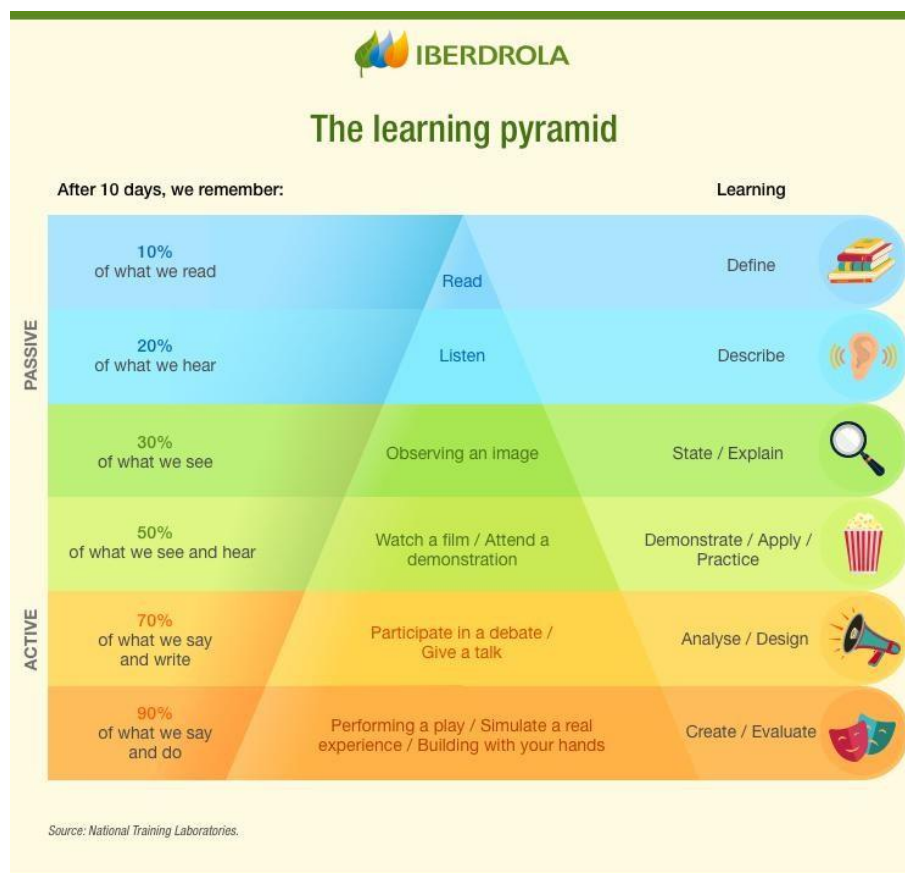 IBERDROLA
The learning pyramid
After 10 days, we remember:
Learning
PASSIVE
10%
of what we read
Read
Define
20%
of what we hear
Listen
Describe
30%
of what we see
Observing an image
State / Explain
50%
of what we see and hear
Watch a film / Attend a
demonstration
Demonstrate / Apply /
Practice
ACTIVE
70%
of what we say
and write
Participate in a debate /
Give a talk
Analyse / Design
90%
of what we say
and do
Performing a play / Simulate a real
experience / Building with your hands
Create / Evaluate
Source: National Training Laboratories.